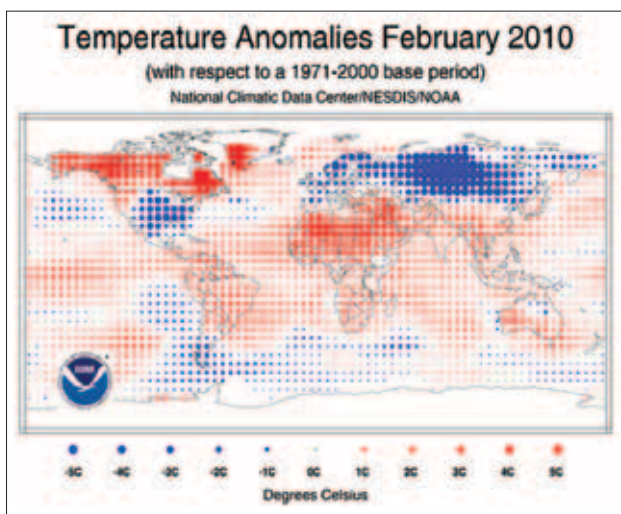 Temperature Anomalies February 2010
(with respect to a 1971-2000 base period)
National Climatic Data Center/NESDIS/NOAA
-5C -4C -3C -2C -1C 0C 1C 2C 3C 4C 5C
Degrees Celsius